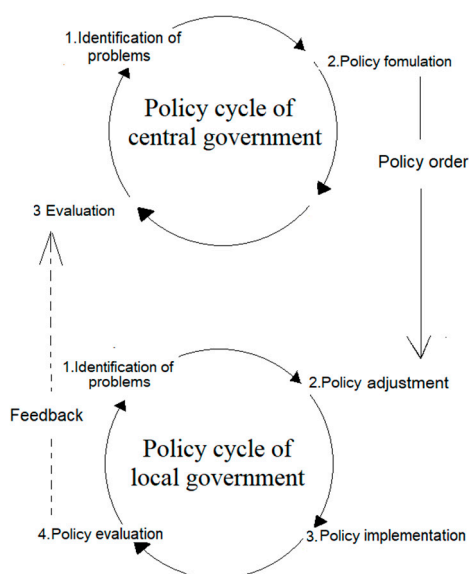 1.Identification of
problems
2.Policy fomulation
Policy cycle of
central government
Policy order
3 Evaluation
1.Identification of
problems
2.Policy adjustment
Feedback
Policy cycle of
local government
4.Policy evaluation
3.Policy implementation